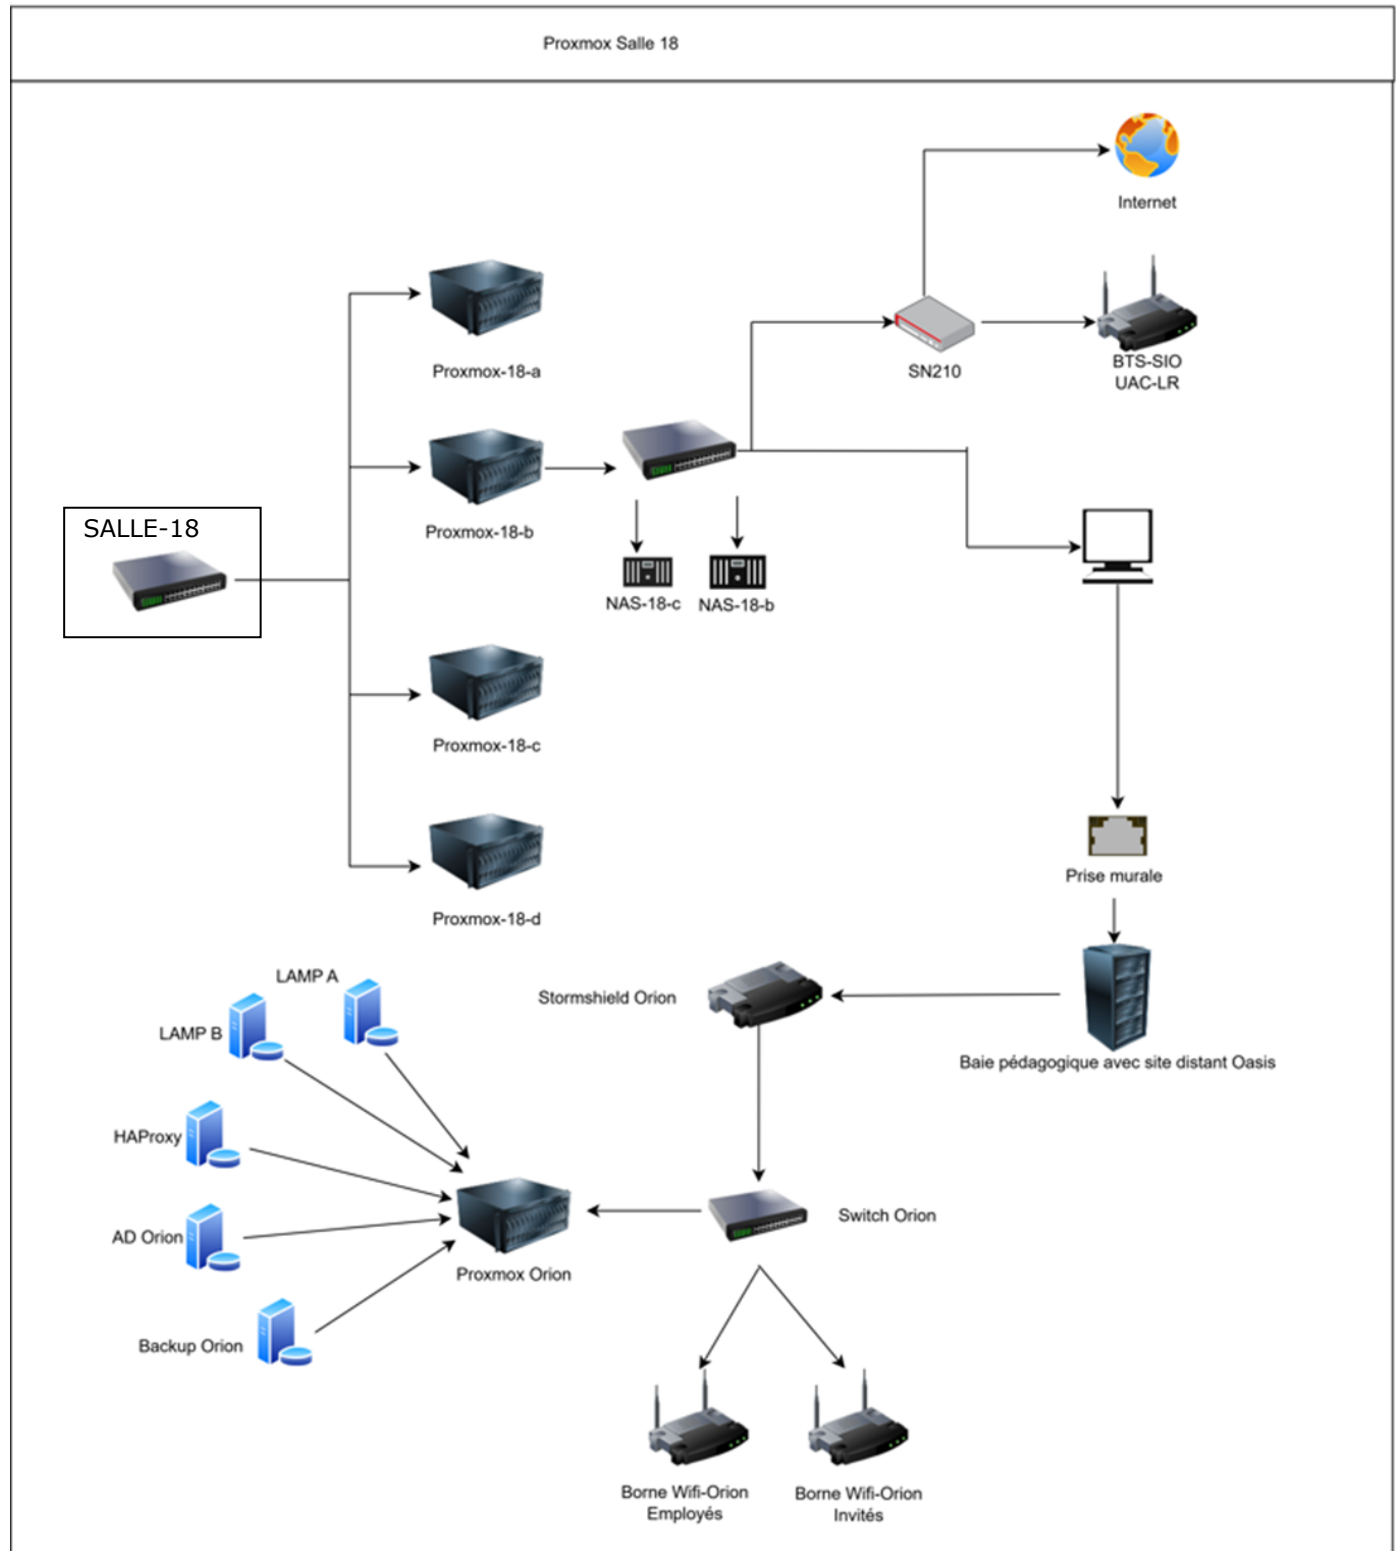 Proxmox Salle 18
Internet
BTS-SIO
UAC-LR
SN210
Proxmox-18-a
Proxmox-18-b
SALLE-18
NAS-18-c
NAS-18-b
Proxmox-18-c
Prise murale
Proxmox-18-d
LAMP A
Stormshield Orion
LAMP B
Baie pédagogique avec site distant Oasis
HAProxy
Switch Orion
AD Orion
Proxmox Orion
Backup Orion
Borne Wifi-Orion
Employés
Borne Wifi-Orion
Invités